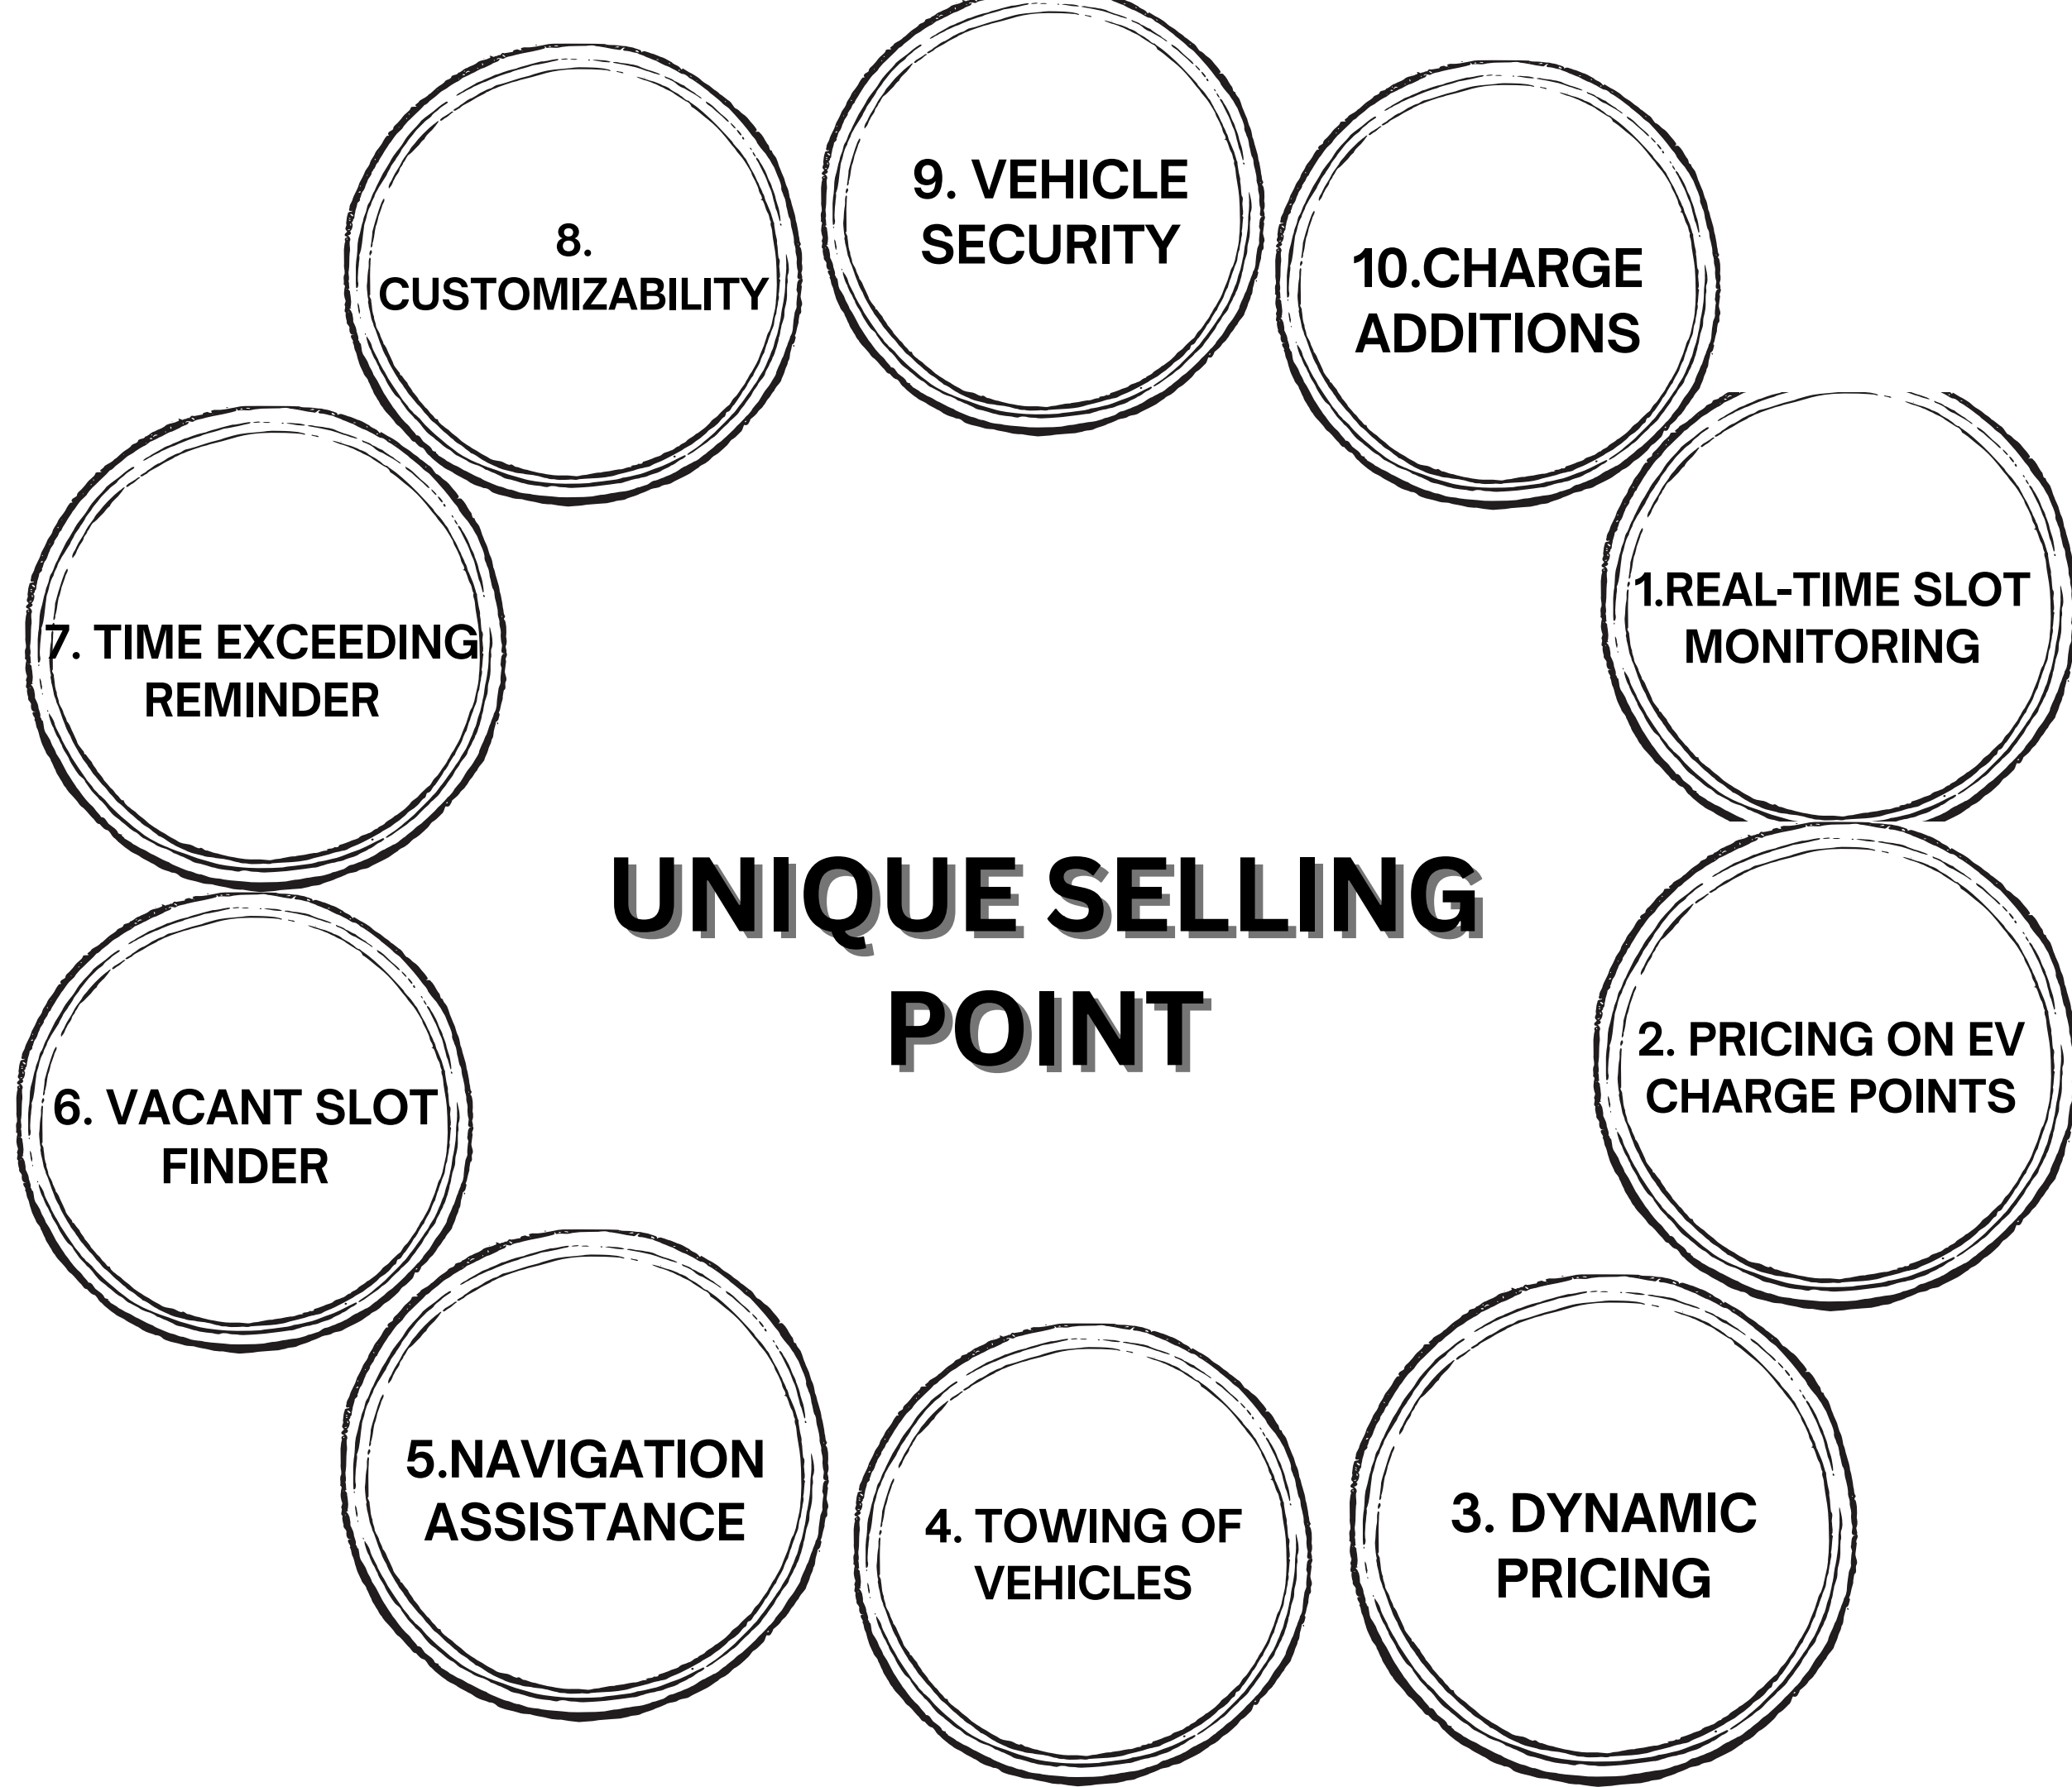 9. VEHICLE
SECURITY
8.
CUSTOMIZABILITY
10.CHARGE
ADDITIONS
1.REAL-TIME SLOT
MONITORING
7. TIME EXCEEDING
REMINDER
UNIQUE SELLING
POINT
2. PRICING ON EV
CHARGE POINTS
6. VACANT SLOT
FINDER
5.NAVIGATION
ASSISTANCE
4. TOWING OF
VEHICLES
3. DYNAMIC
PRICING